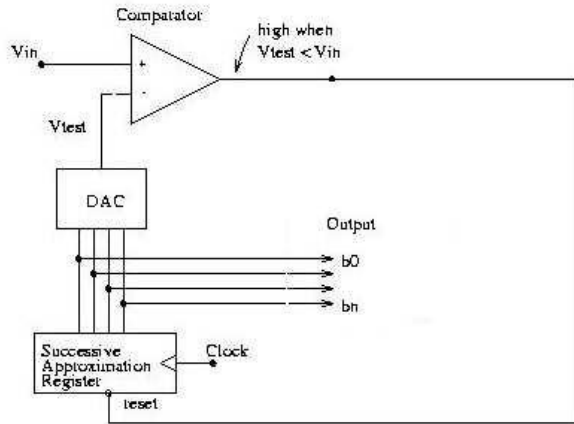 Comparator
high when
Vtest < Vin
Vin
+
-
Vtest
DAC
Output
b0
bn
Successive
Approximation
Register
Clock
reset